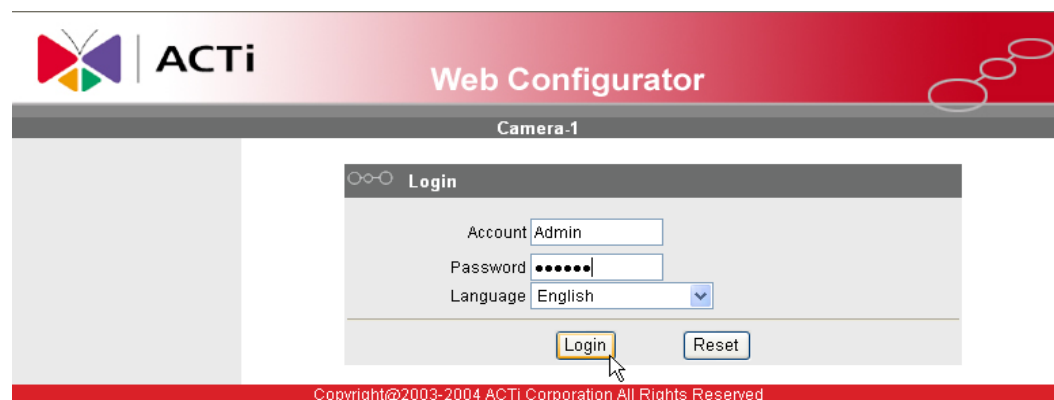 ACTi
Web Configurator
Camera-1
Login
Account Admin
Password ••••••
Language English
Login Reset
Copyright@2003-2004 ACTi Corporation All Rights Reserved